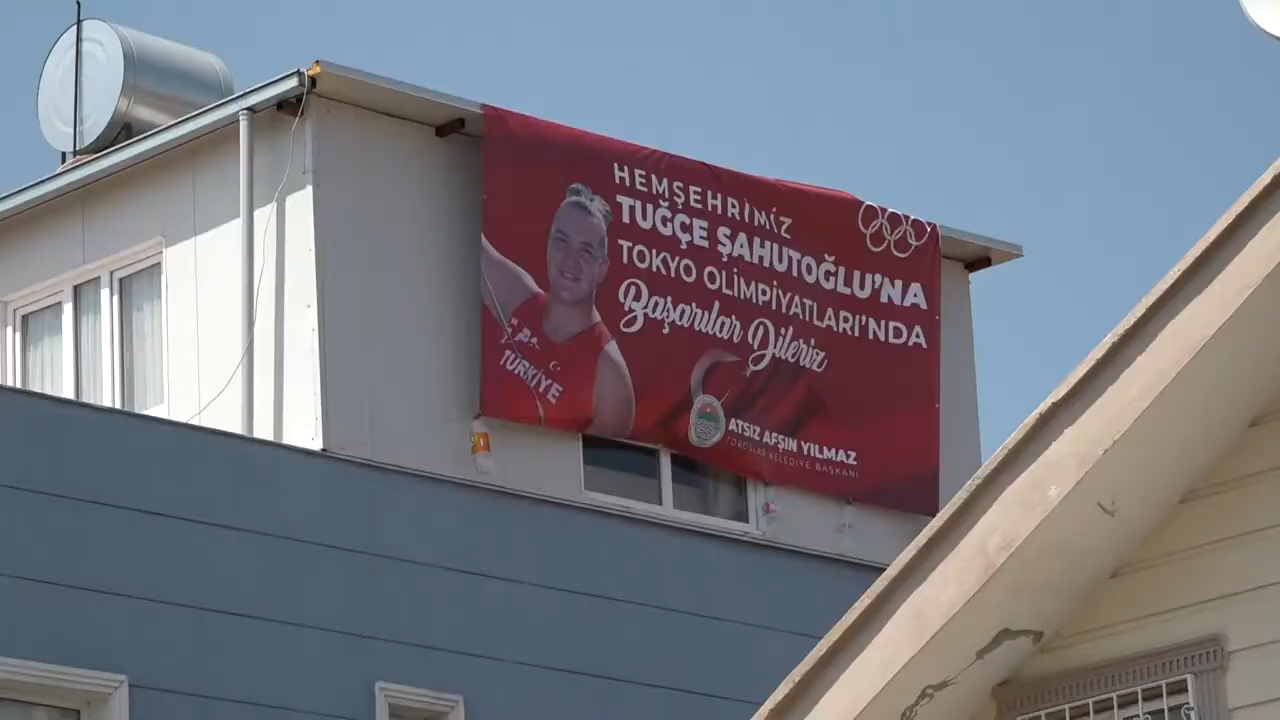 HEMŞEHRİMİZ
TUĞÇE ŞAHUTOĞLU'NA
TOKYO OLİMPİYATLARI'NDA
Başarılar Dileriz
TÜRKİYE
ATSIZ AFŞIN YILMAZ
TOROSLAR BELEDİYE BAŞKANI